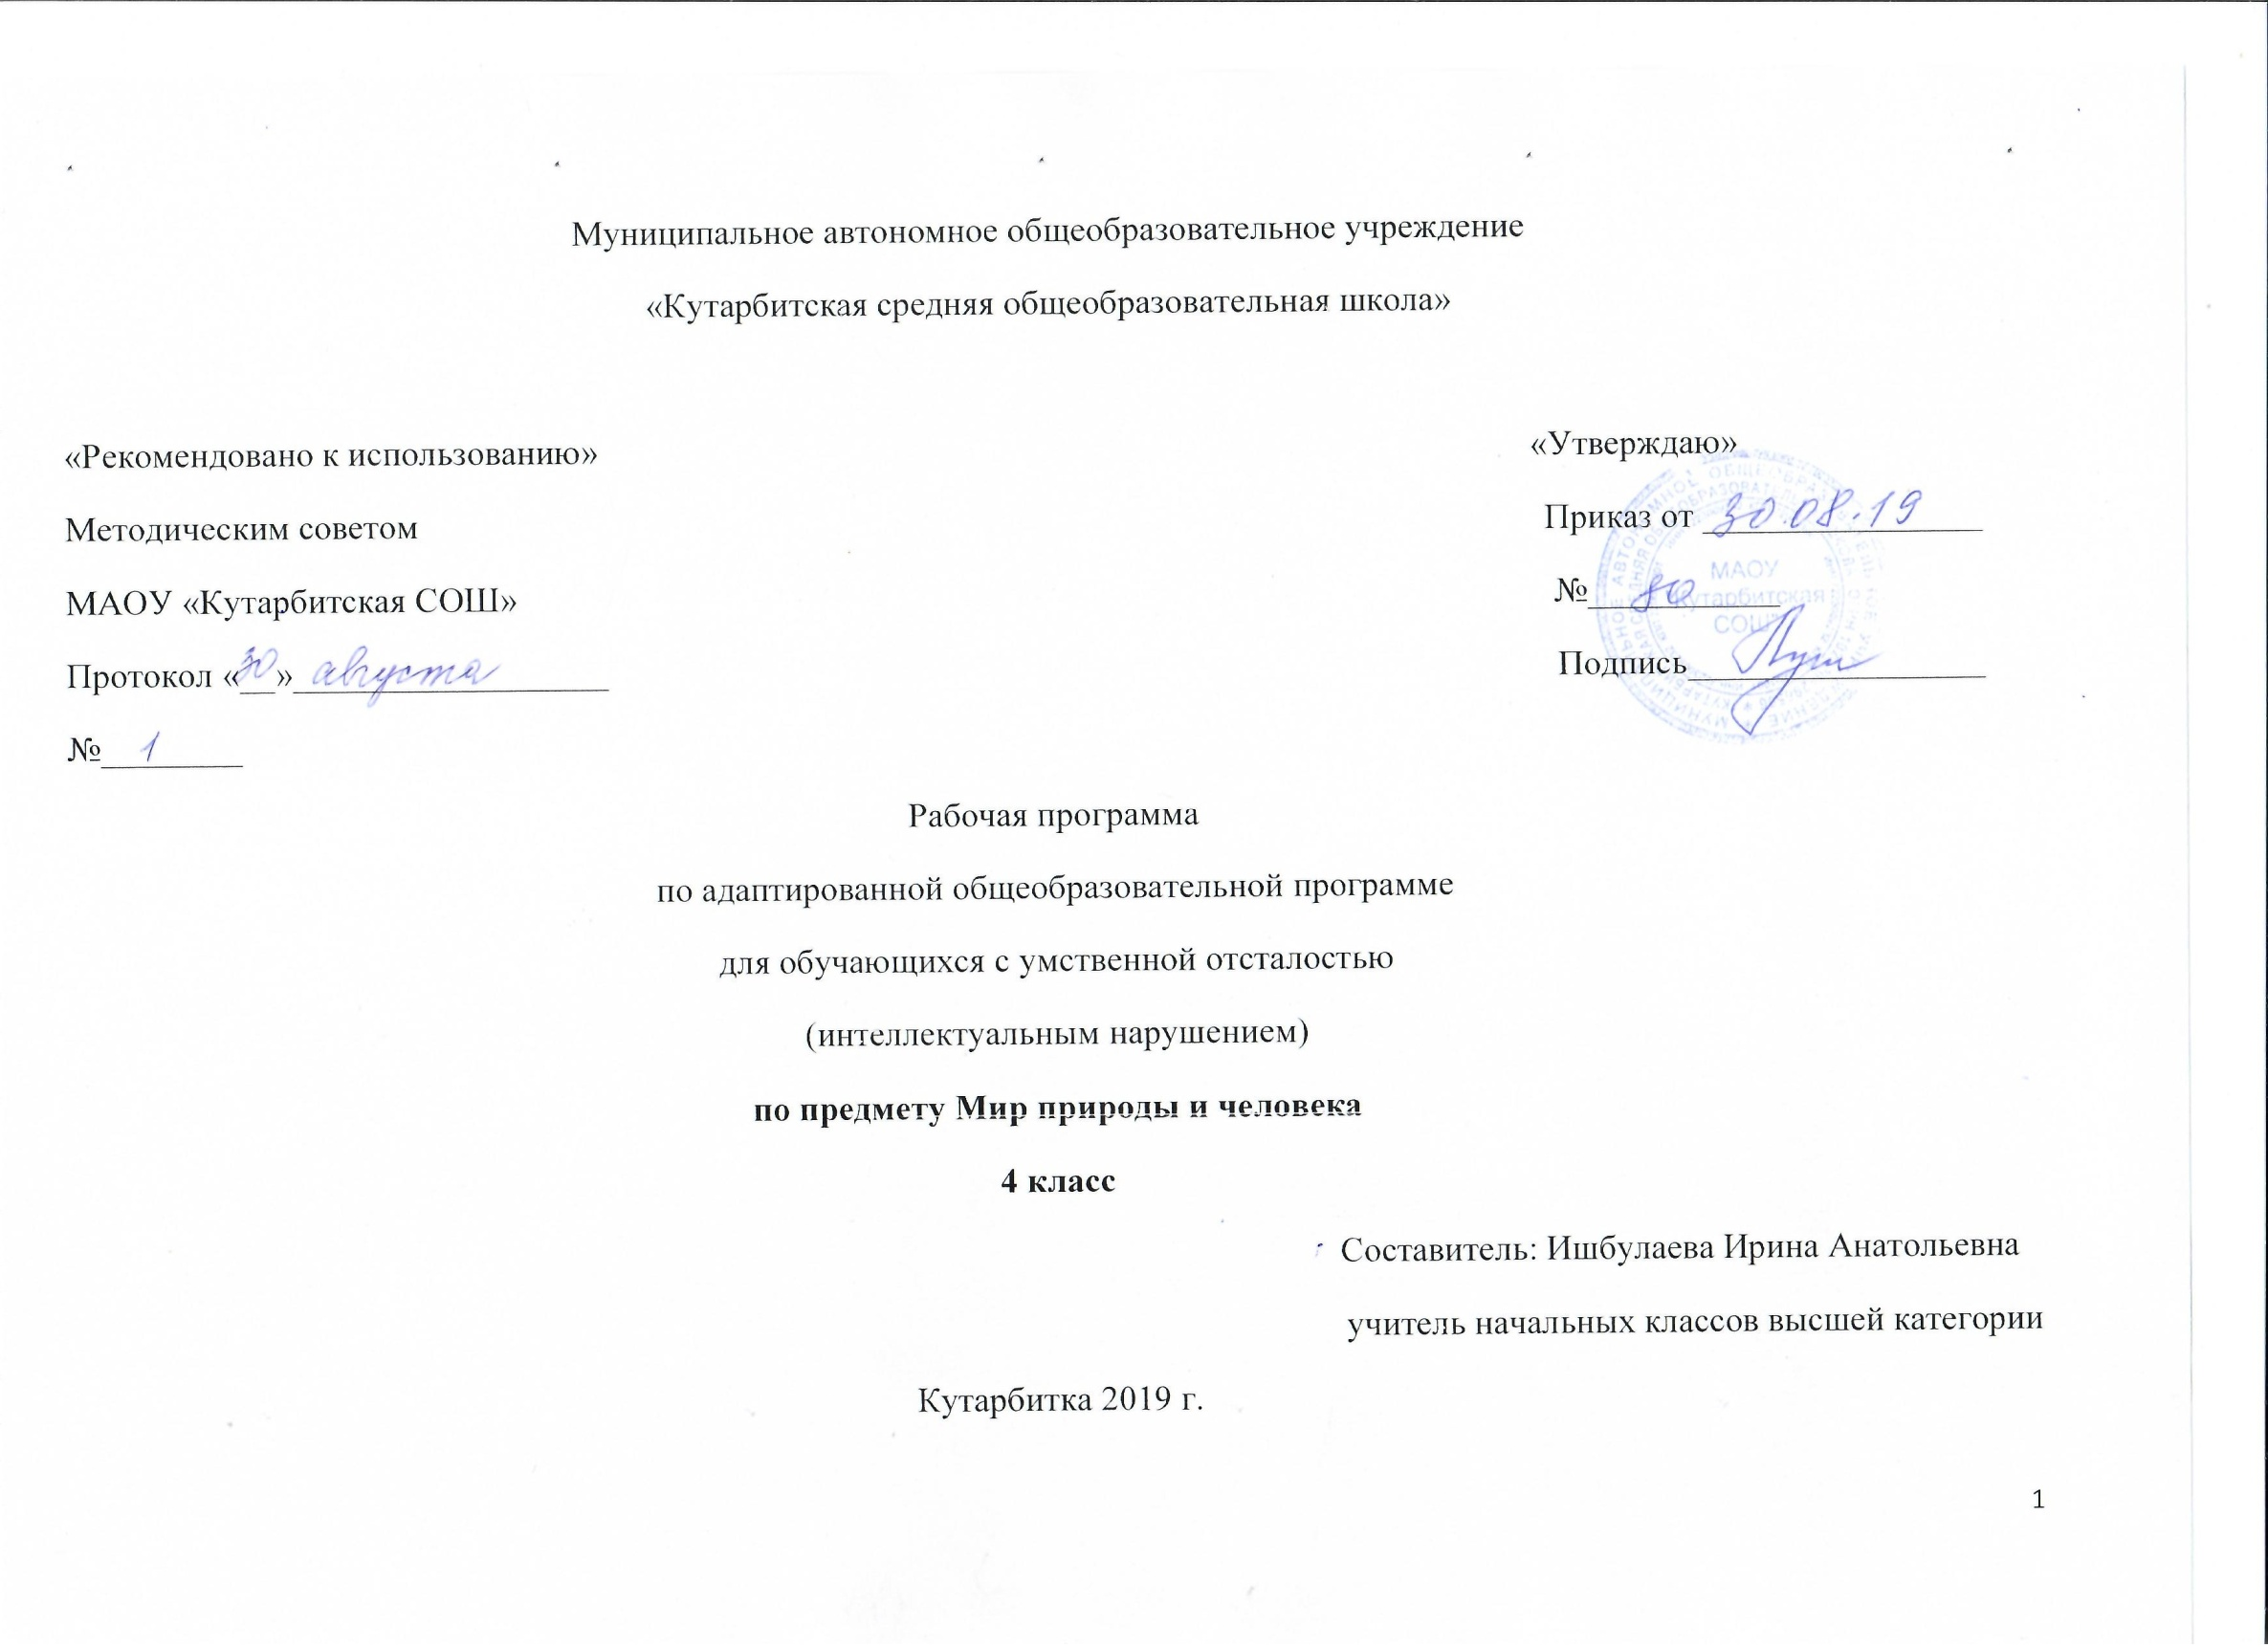 Муниципальное автономное общеобразовательное учреждение
«Кутарбитская средняя общеобразовательная школа»
«Рекомендовано к использованию»
Методическим советом
МАОУ «Кутарбитская СОШ»
Протокол «30» августа
№ 1
«Утверждаю»
Приказ от 30.08.19
№ 80
Подпись
МАОУ
"Кутарбитская
СОШ"
Рабочая программа
по адаптированной общеобразовательной программе
для обучающихся с умственной отсталостью
(интеллектуальным нарушением)
по предмету Мир природы и человека
4 класс
Составитель: Ишбулаева Ирина Анатольевна
учитель начальных классов высшей категории
Кутарбитка 2019 г.
1